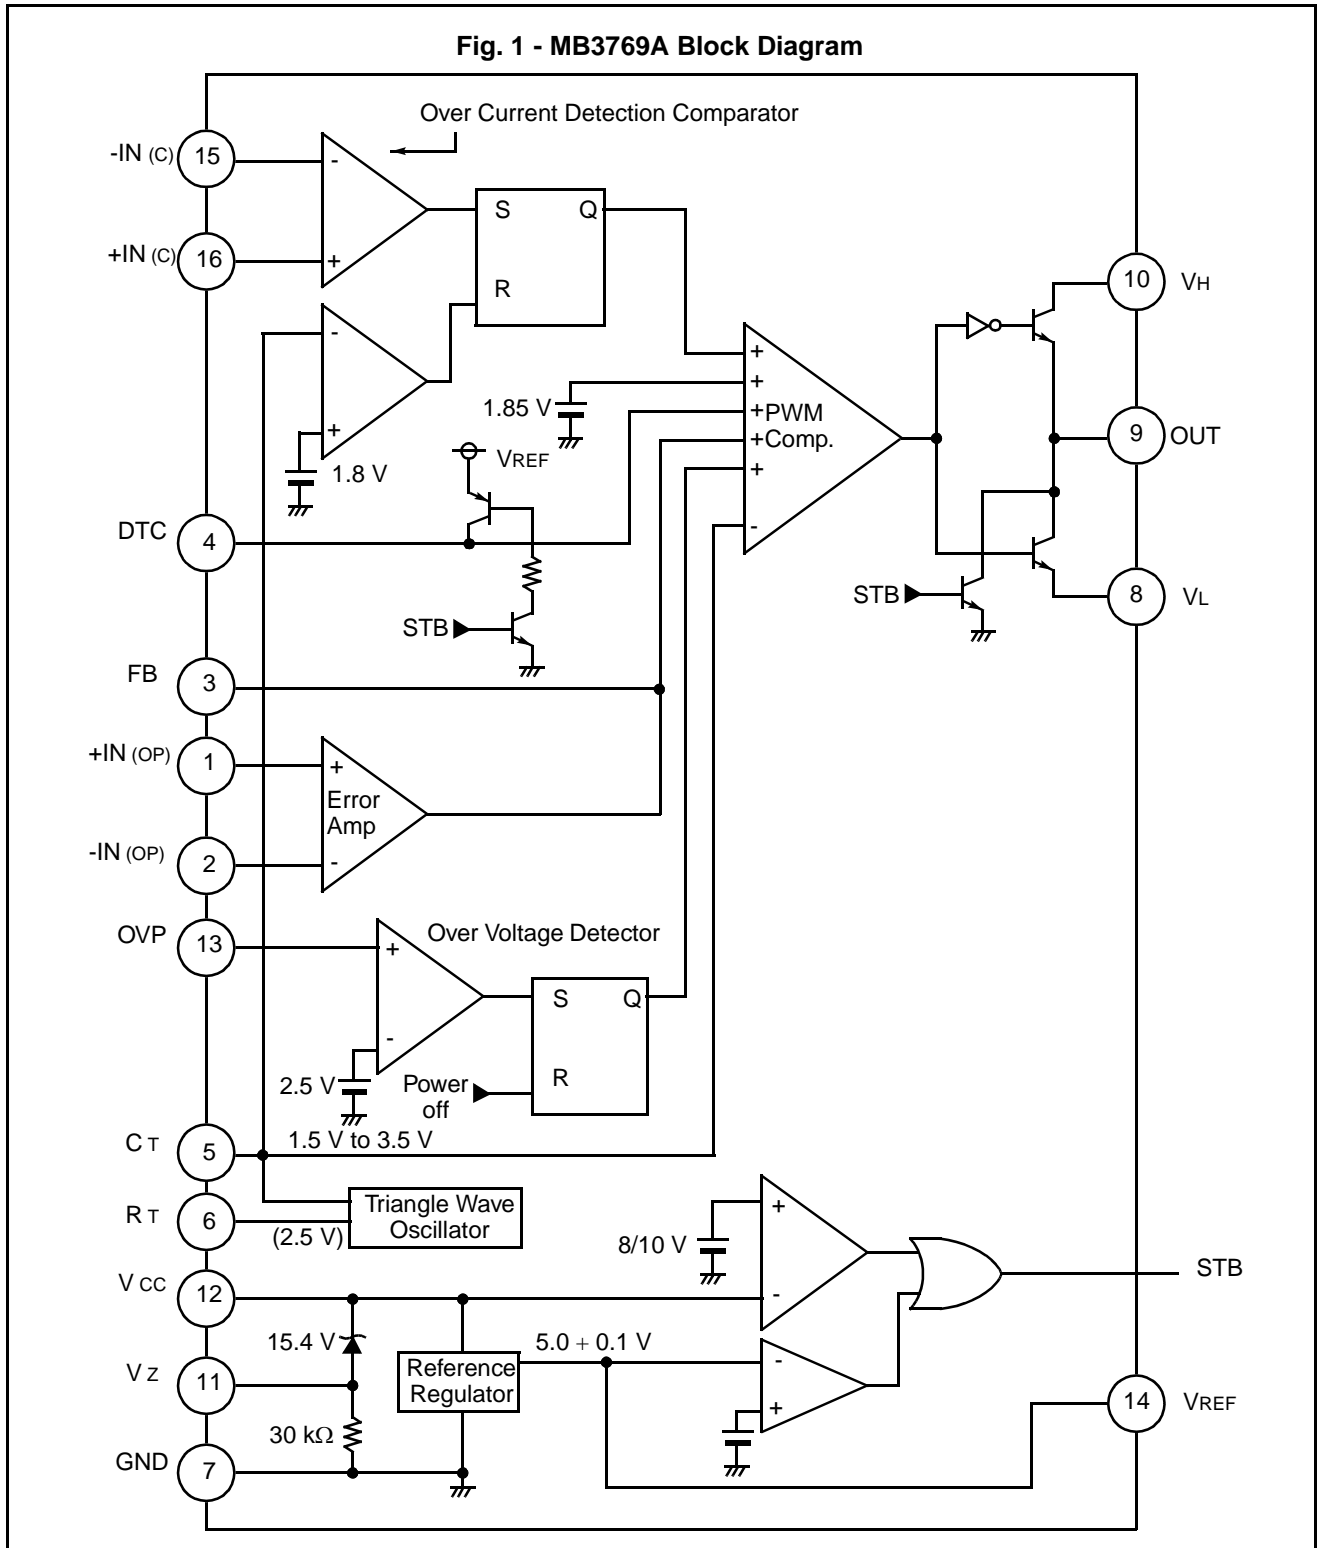 Fig. 1 - MB3769A Block Diagram
Over Current Detection Comparator
-IN (C)
15
-
S
Q
+IN (C)
16
+
R
10
VH
-
+
+
1.85 V
+PWM
+Comp.
+
9
OUT
+
1.8 V
VREF
DTC
4
-
STB
8
VL
STB
FB
3
+IN (OP)
1
+
Error
Amp
-IN (OP)
2
-
OVP
13
+
Over Voltage Detector
S
Q
-
2.5 V
Power
off
R
CT
5
1.5 V to 3.5 V
RT
6
(2.5 V)
Triangle Wave
Oscillator
+
8/10 V
STB
VCC
12
-
15.4 V
5.0 + 0.1 V
-
VZ
11
Reference
Regulator
+
14
VREF
30 kΩ
GND
7